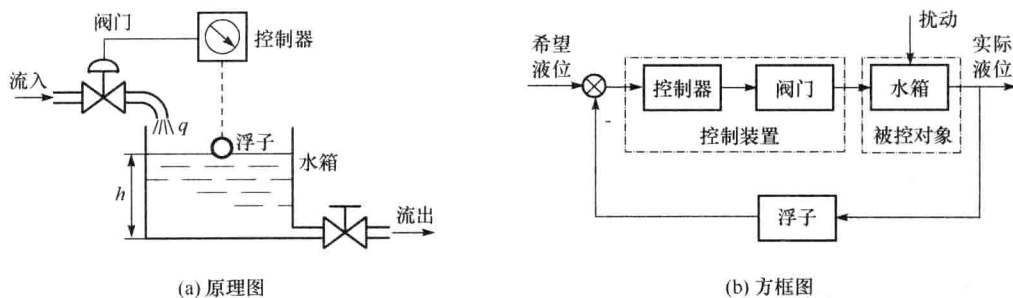 阀门
控制器
流入
q
浮子
水箱
h
流出
(a) 原理图
扰动
希望
液位
实际
液位
控制器
阀门
水箱
-
控制装置
被控对象
浮子
(b) 方框图